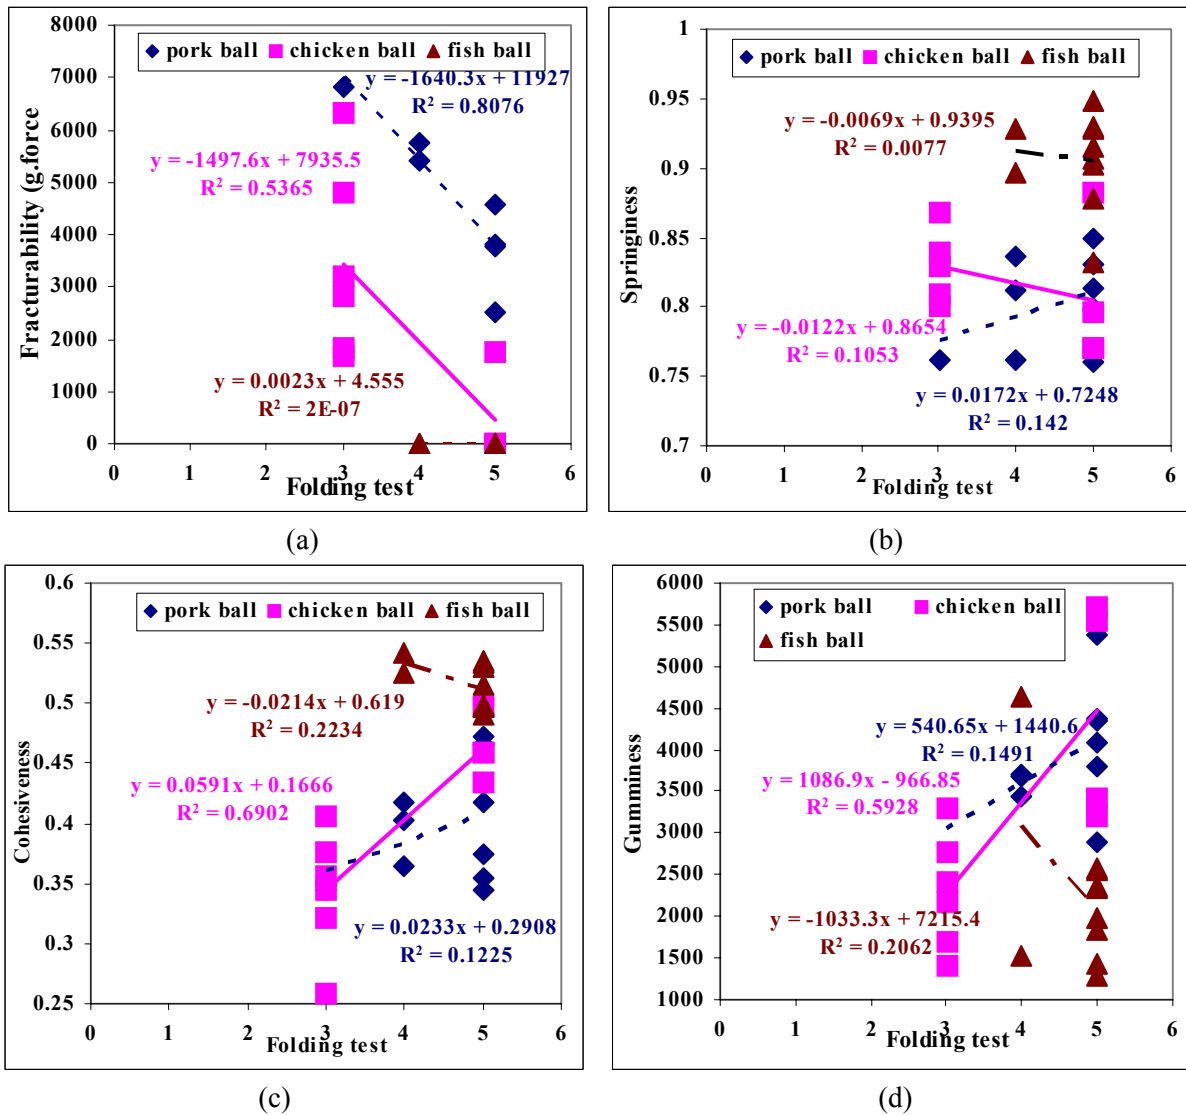 8000
7000
6000
5000
4000
3000
2000
1000
0
Fracturability (g.force
pork ball chicken ball fish ball
y = -1640.3x + 11927
R² = 0.8076
y = -1497.6x + 7935.5
R² = 0.5365
y = 0.0023x + 4.555
R² = 2E-07
0 1 2 3 4 5 6
Folding test
(a)
1
0.95
0.9
0.85
0.8
0.75
0.7
Springiness
pork ball chicken ball fish ball
y = -0.0069x + 0.9395
R² = 0.0077
y = -0.0122x + 0.8654
R² = 0.1053
y = 0.0172x + 0.7248
R² = 0.142
0 1 2 3 4 5 6
Folding test
(b)
0.6
0.55
0.5
0.45
0.4
0.35
0.3
0.25
Cohesiveness
pork ball chicken ball fish ball
y = -0.0214x + 0.619
R² = 0.2234
y = 0.0591x + 0.1666
R² = 0.6902
y = 0.0233x + 0.2908
R² = 0.1225
0 1 2 3 4 5 6
Folding test
(c)
6000
5500
5000
4500
4000
3500
3000
2500
2000
1500
1000
Gumminess
pork ball chicken ball
fish ball
y = 540.65x + 1440.6
R² = 0.1491
y = 1086.9x - 966.85
R² = 0.5928
y = -1033.3x + 7215.4
R² = 0.2062
0 1 2 3 4 5 6
Folding test
(d)